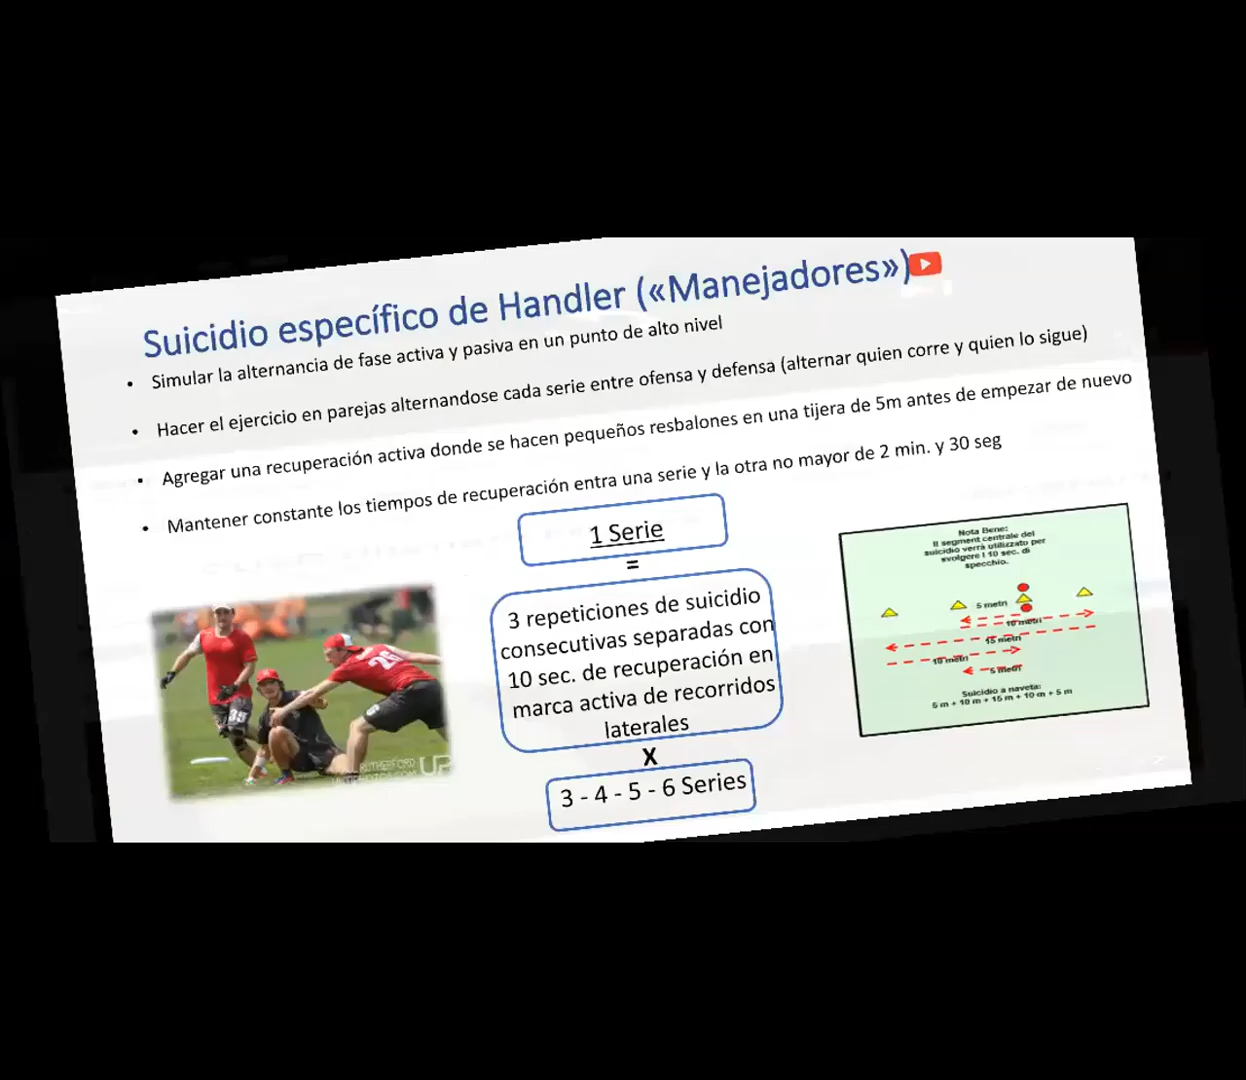 Suicidio específico de Handler («Manejadores»)
• Simular la alternancia de fase activa y pasiva en un punto de alto nivel
• Hacer el ejercicio en parejas alternandose cada serie entre ofensa y defensa (alternar quien corre y quien lo sigue)
• Agregar una recuperación activa donde se hacen pequeños resbalones en una tijera de 5m antes de empezar de nuevo
• Mantener constante los tiempos de recuperación entra una serie y la otra no mayor de 2 min. y 30 seg
1 Serie
=
3 repeticiones de suicidio
consecutivas separadas con
10 sec. de recuperación en
marca activa de recorridos
laterales
X
3 - 4 - 5 - 6 Series
Nota Bene:
Il segment centrale del
suicidio verrà utilizzato per
svolgere I 10 sec. di
specchio.
5 metri
10 metri
15 metri
10 metri
5 metri
Suicidio a navetta:
5 m + 10 m + 15 m + 10 m + 5 m
35
26
RUTHERFORD
UP